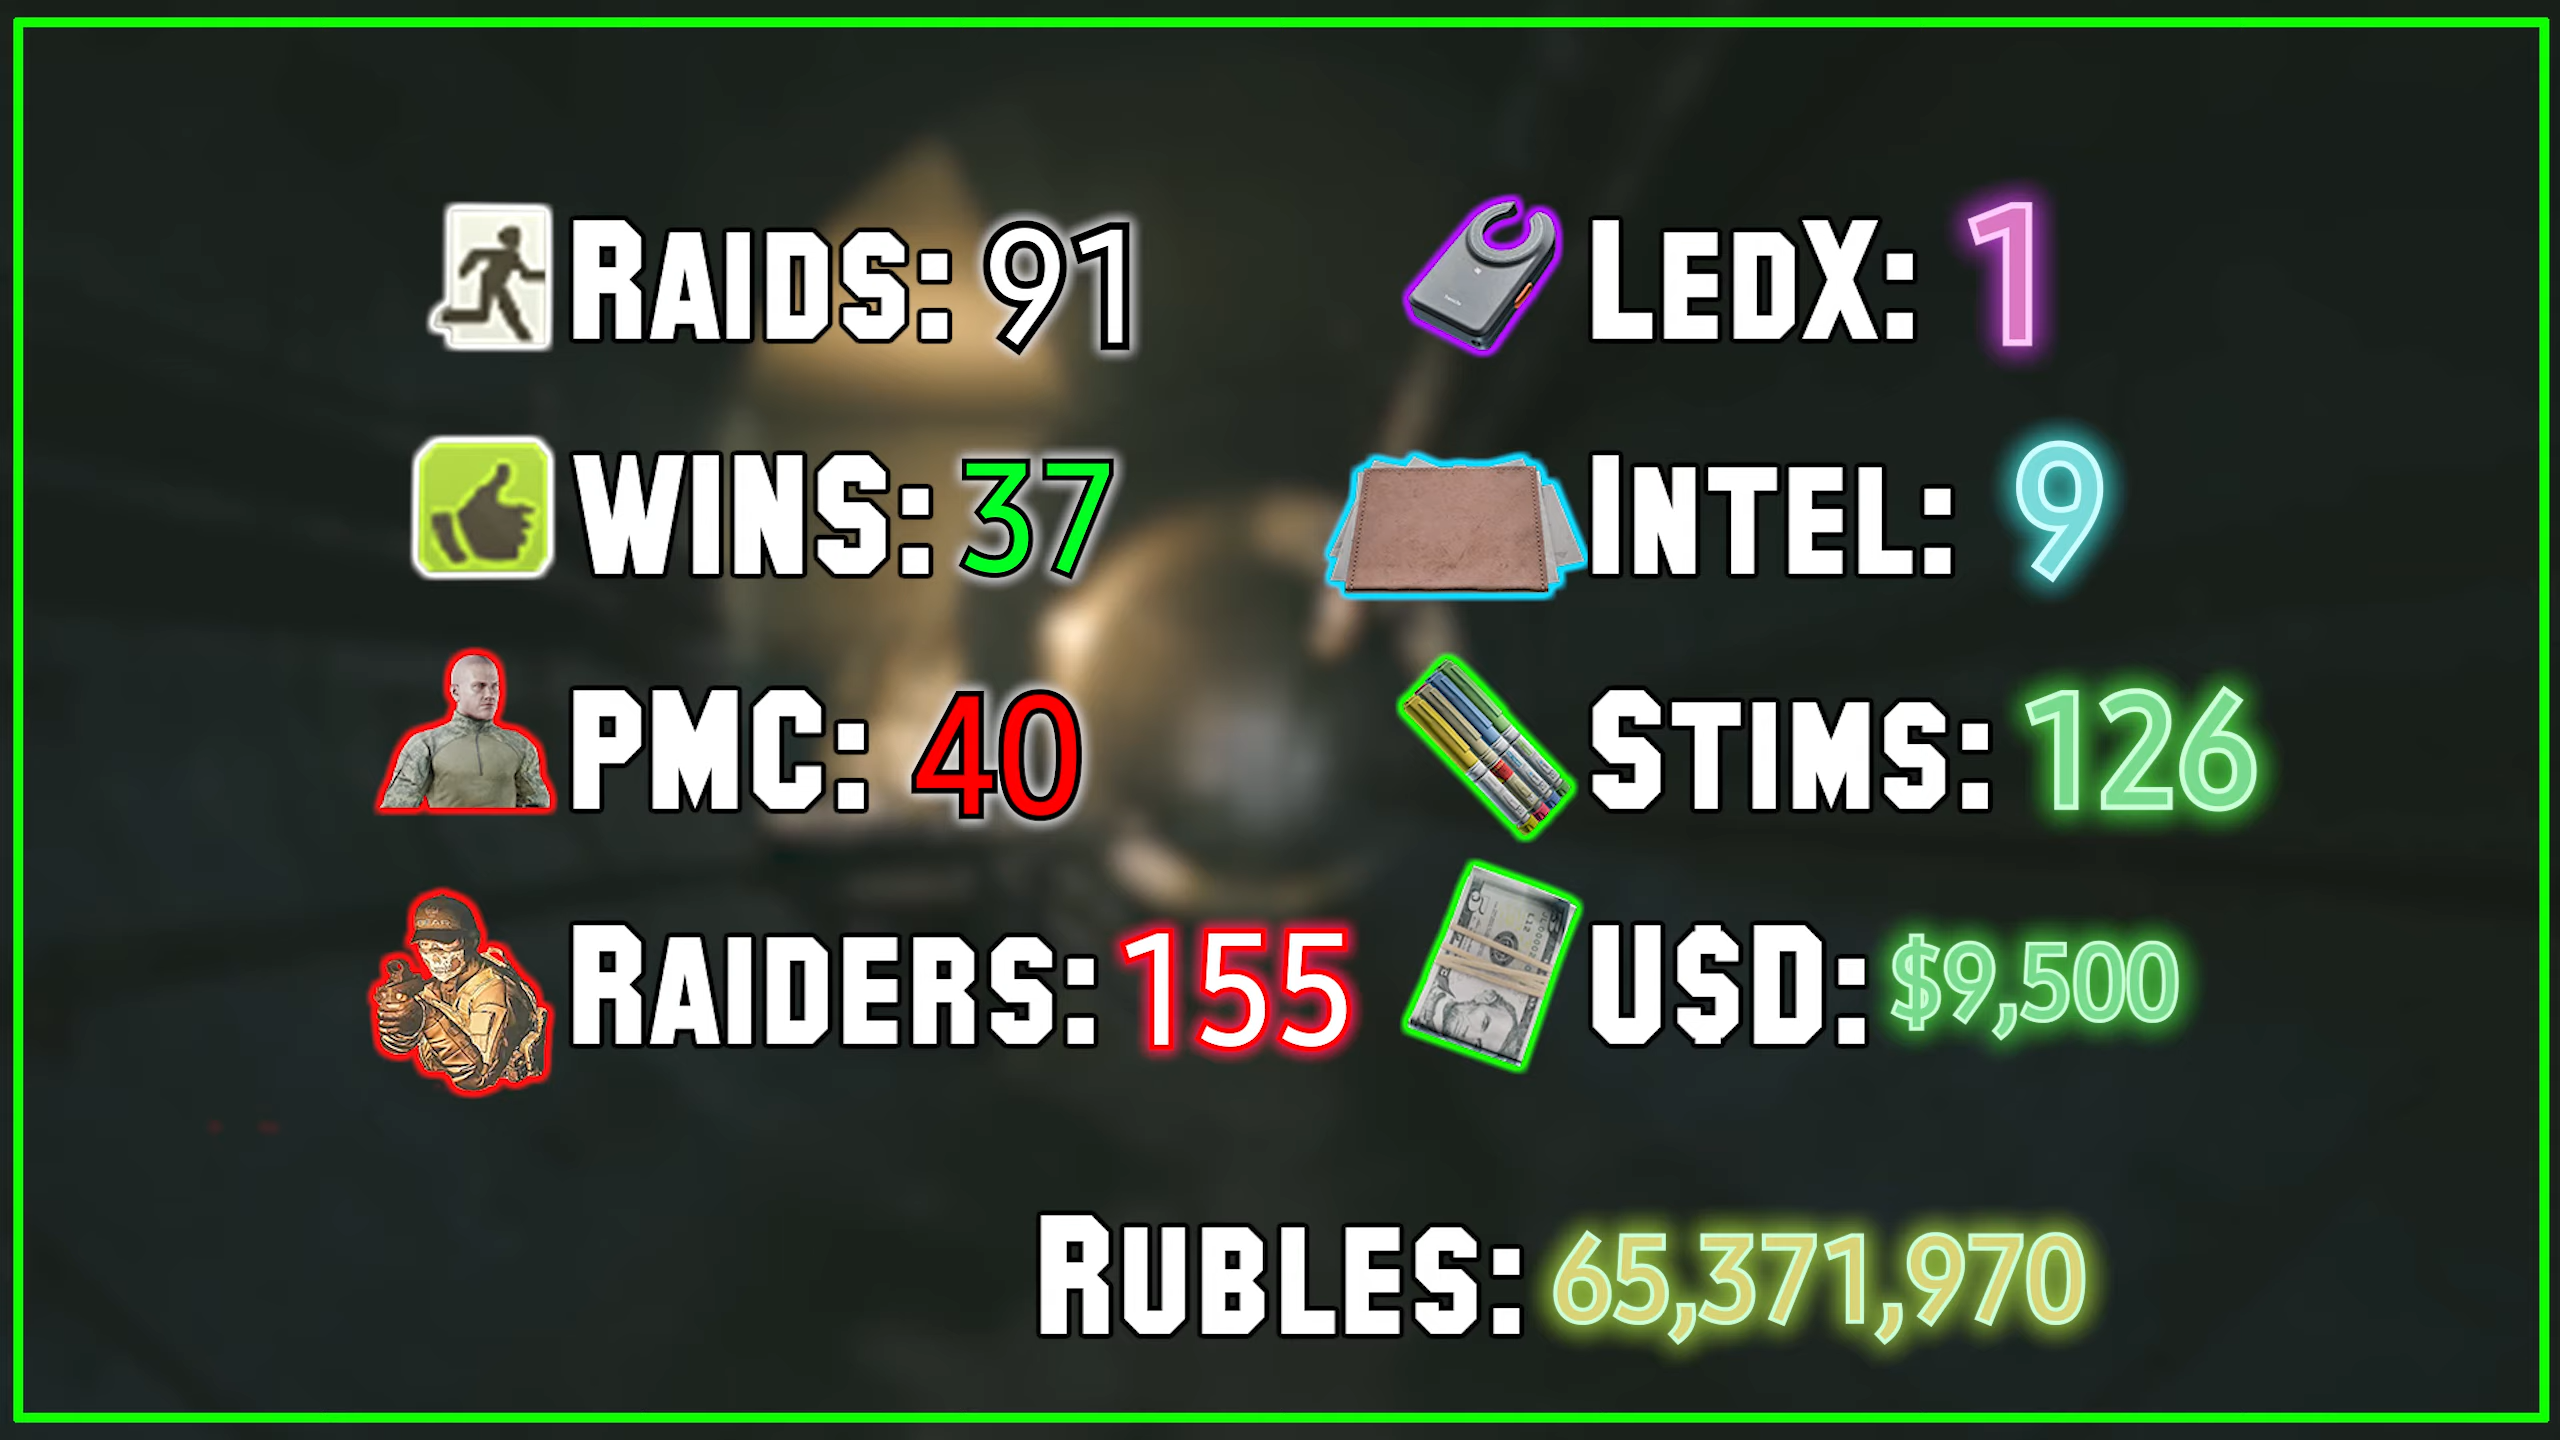 RAIDS: 91
WINS: 37
PMC: 40
RAIDERS: 155
LEDX: 1
INTEL: 9
STIMS: 126
U$D: $9,500
RUBLES: 65,371,970